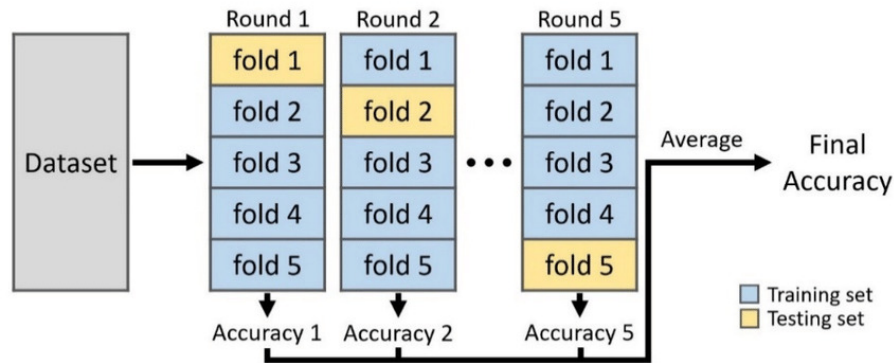 Round 1
Round 2
Round 5
Dataset
fold 1
fold 2
fold 3
fold 4
fold 5
fold 1
fold 2
fold 3
fold 4
fold 5
fold 1
fold 2
fold 3
fold 4
fold 5
Accuracy 1
Accuracy 2
Accuracy 5
Average
Final
Accuracy
Training set
Testing set